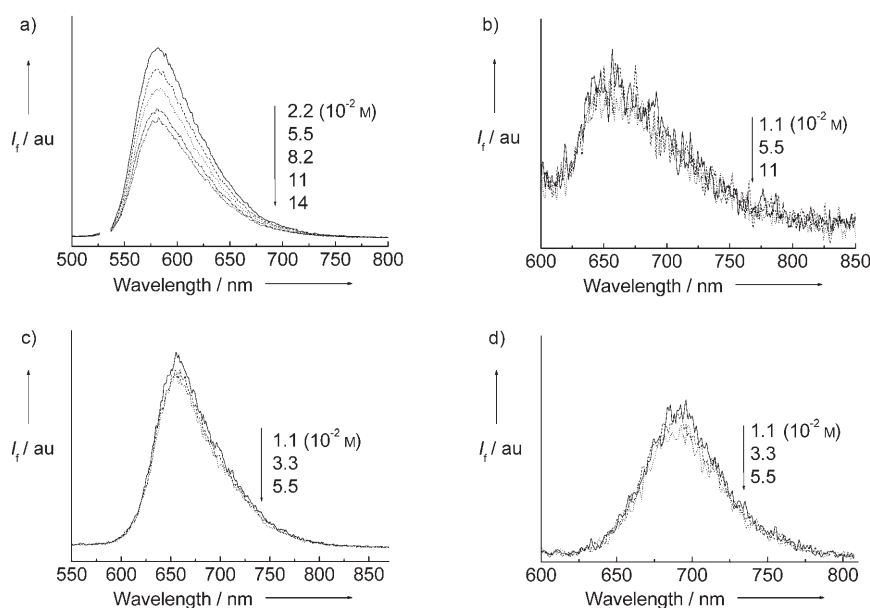 a)
I_f / au
2.2 (10⁻² M)
5.5
8.2
11
14
500 550 600 650 700 750 800
Wavelength / nm
b)
I_f / au
1.1 (10⁻² M)
5.5
11
600 650 700 750 800 850
Wavelength / nm
c)
I_f / au
1.1 (10⁻² M)
3.3
5.5
550 600 650 700 750 800 850
Wavelength / nm
d)
I_f / au
1.1 (10⁻² M)
3.3
5.5
600 650 700 750 800
Wavelength / nm